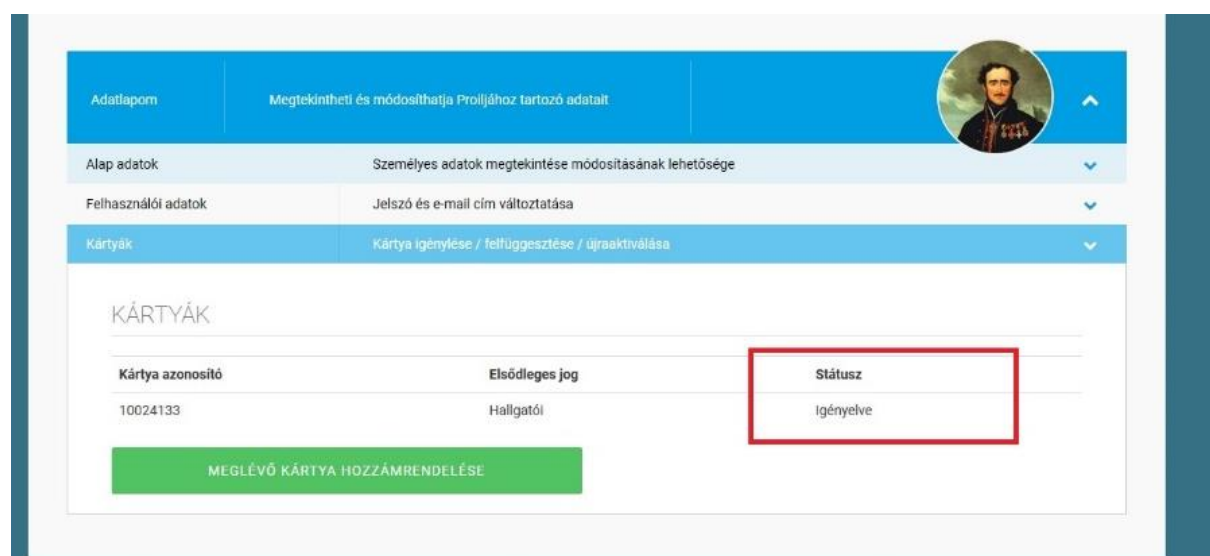 Adatlapom Megtekintheti és módosíthatja Proiljához tartozó adatait
Alap adatok Személyes adatok megtekintése módosításának lehetősége
Felhasználói adatok Jelszó és e-mail cím változtatása
Kártyák Kártya igénylése / felfüggesztése / újraaktiválása
KÁRTYÁK
Kártya azonosító Elsődleges jog Státusz
10024133 Hallgatói Igényelve
MEGLÉVŐ KÁRTYA HOZZÁMRENDELÉSE